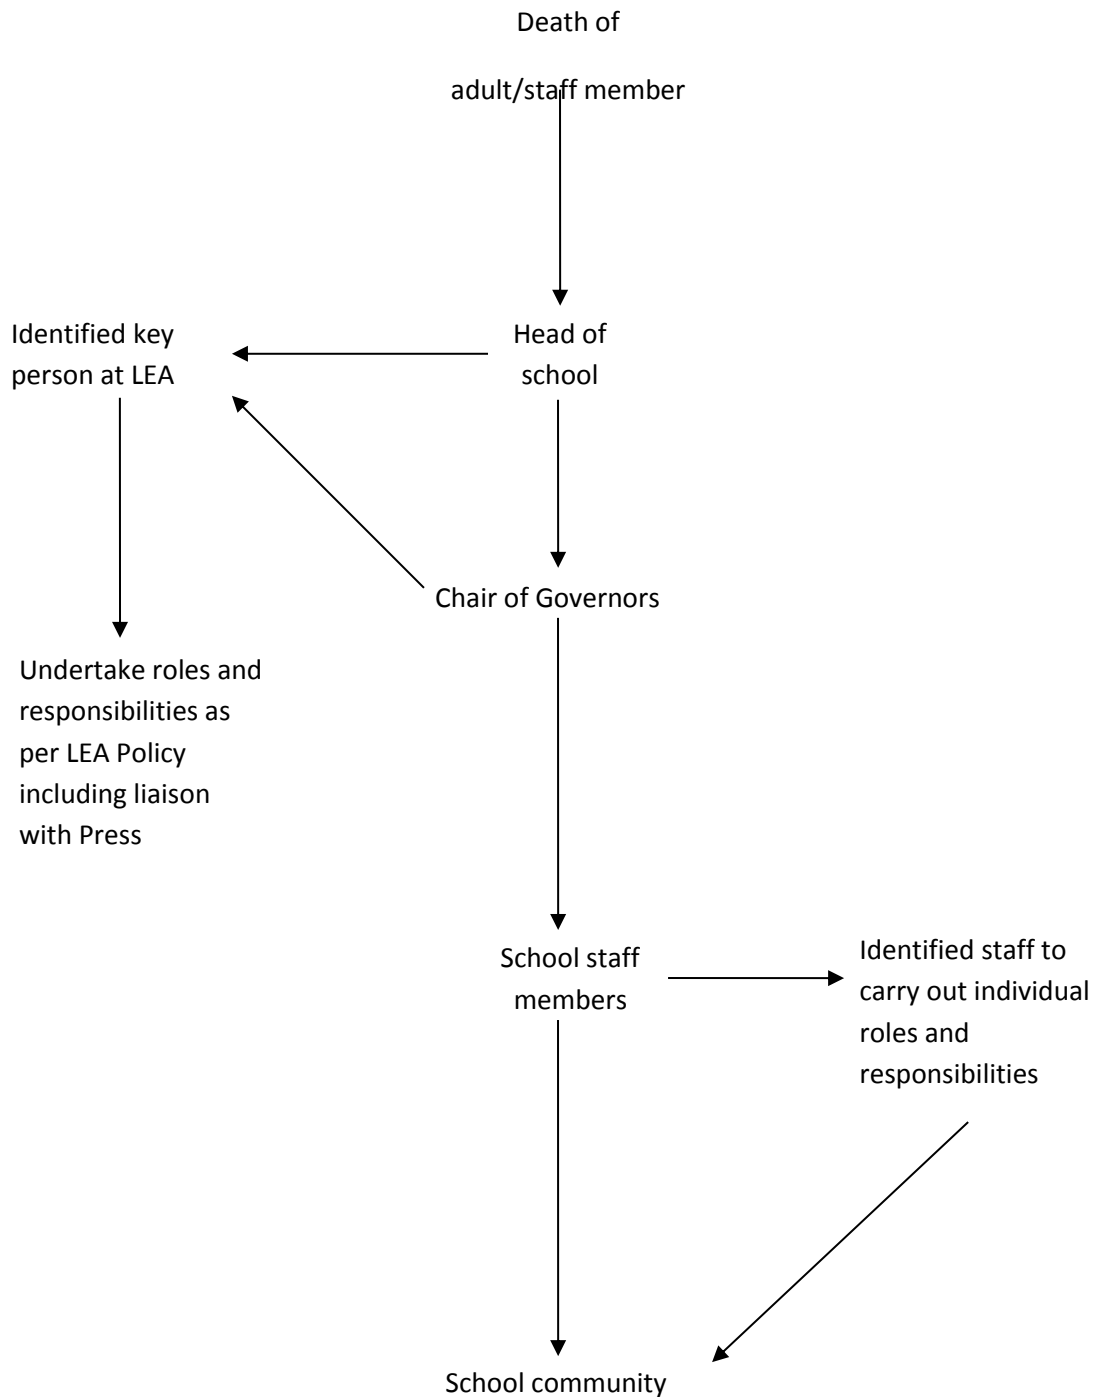 Death of
adult/staff member
Identified key
person at LEA
Head of
school
Chair of Governors
Undertake roles and
responsibilities as
per LEA Policy
including liaison
with Press
School staff
members
Identified staff to
carry out individual
roles and
responsibilities
School community